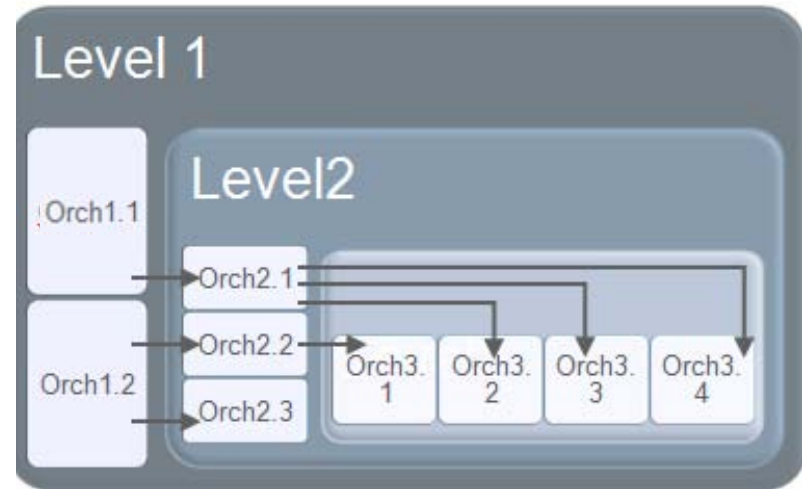 Level 1
Level2
Orch1.1
Orch1.2
Orch2.1
Orch2.2
Orch2.3
Orch3.
1
Orch3.
2
Orch3.
3
Orch3.
4